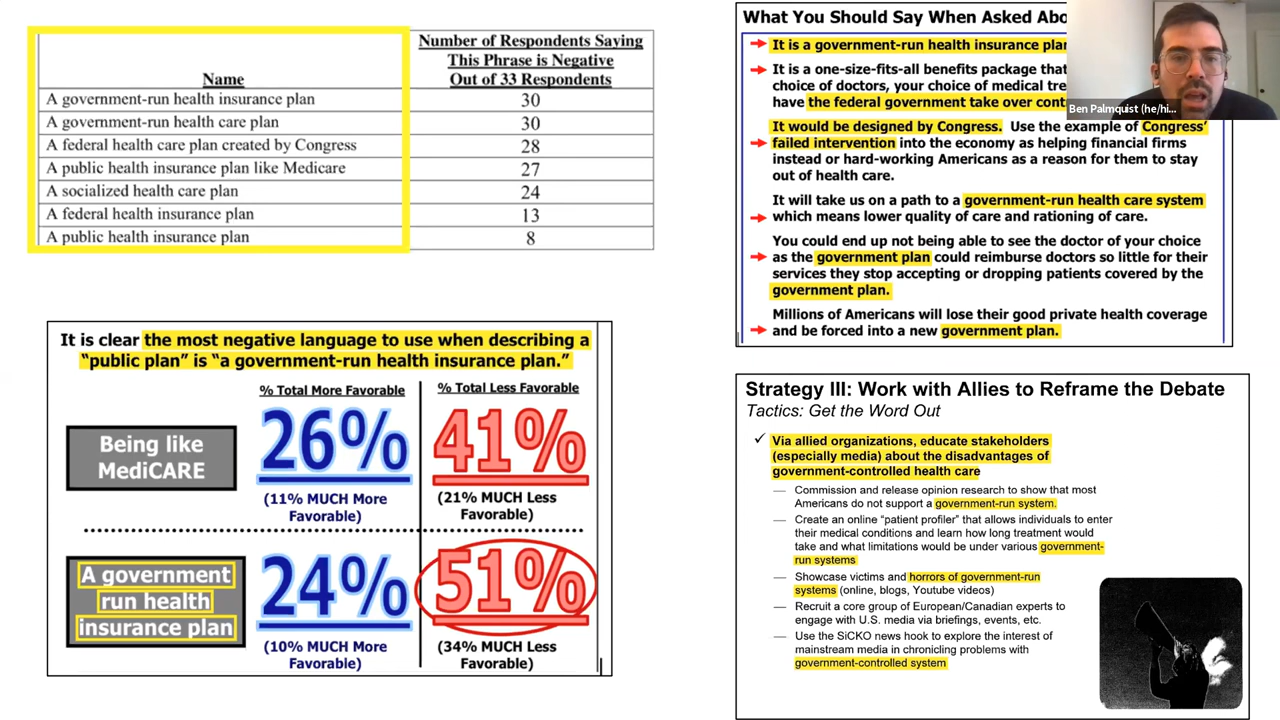 Name
Number of Respondents Saying
This Phrase is Negative
Out of 33 Respondents
A government-run health insurance plan 30
A government-run health care plan 30
A federal health care plan created by Congress 28
A public health insurance plan like Medicare 27
A socialized health care plan 24
A federal health insurance plan 13
A public health insurance plan 8
It is clear the most negative language to use when describing a
“public plan” is “a government-run health insurance plan.”
% Total More Favorable
% Total Less Favorable
Being like
MediCARE
26%
41%
(11% MUCH More
Favorable)
(21% MUCH Less
Favorable)
A government
run health
insurance plan
24%
51%
(10% MUCH More
Favorable)
(34% MUCH Less
Favorable)
What You Should Say When Asked
It is a government-run health insurance
It is a one-size-fits-all benefits package that
choice of doctors, your choice of medical
have the federal government take over
It would be designed by Congress. Use the example of Congress’
failed intervention into the economy as helping financial firms
instead or hard-working Americans as a reason for them to stay
out of health care.
It will take us on a path to a government-run health care system
which means lower quality of care and rationing of care.
You could end up not being able to see the doctor of your choice
as the government plan could reimburse doctors so little for their
services they stop accepting or dropping patients covered by the
government plan.
Millions of Americans will lose their good private health coverage
and be forced into a new government plan.
Ben Palmquist (he/hi...
Strategy III: Work with Allies to Reframe the Debate
Tactics: Get the Word Out
Via allied organizations, educate stakeholders
(especially media) about the disadvantages of
government-controlled health care
Commission and release opinion research to show that most
Americans do not support a government-run system.
Create an online “patient profiler” that allows individuals to enter
their medical conditions and learn how long treatment would
take and what limitations would be under various government-
run systems
Showcase victims and horrors of government-run
systems (online, blogs, Youtube videos)
Recruit a core group of European/Canadian experts to
engage with U.S. media via briefings, events, etc.
Use the SiCKO news hook to explore the interest of
mainstream media in chronicling problems with
government-controlled system